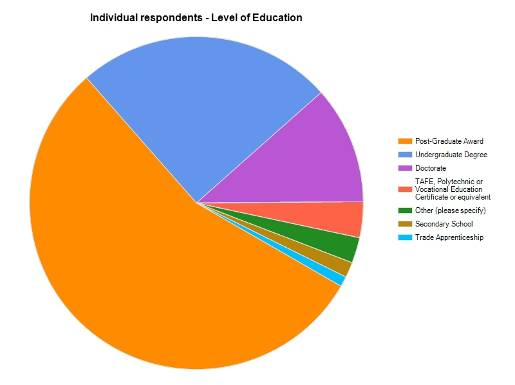 Individual respondents - Level of Education
Post-Graduate Award
Undergraduate Degree
Doctorate
TAFE, Polytechnic or
Vocational Education
Certificate or equivalent
Other (please specify)
Secondary School
Trade Apprenticeship